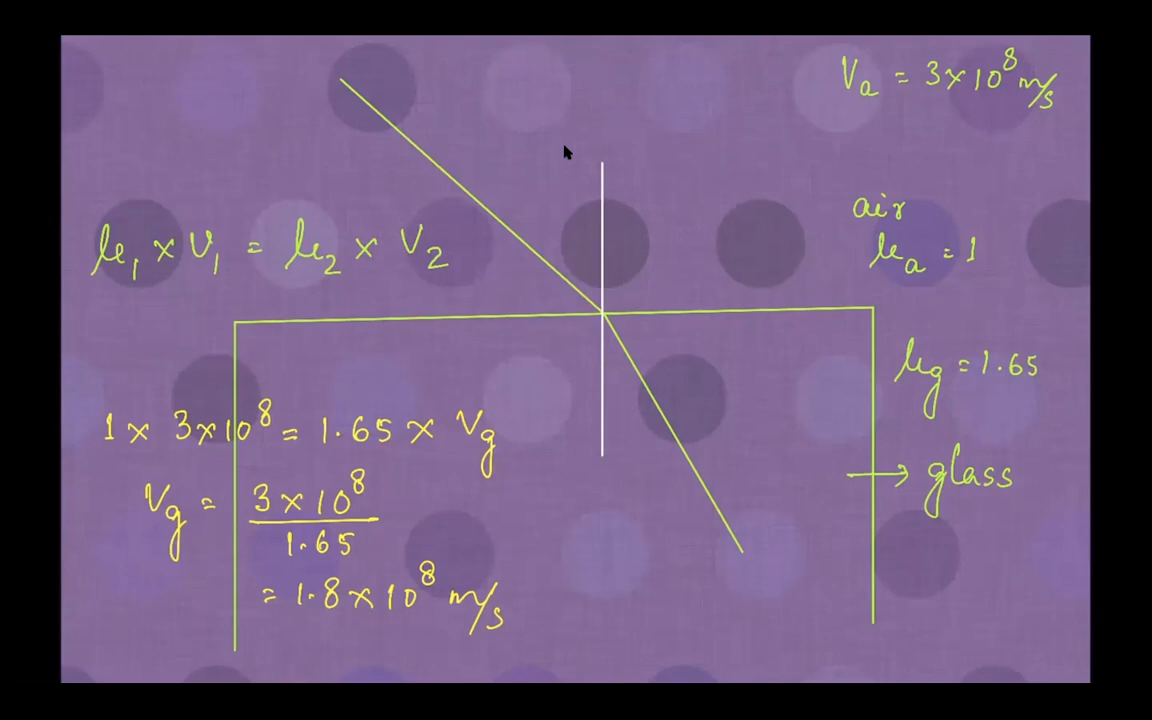 Va = 3×10⁸ m/s
air
μa = 1
μ₁ × V₁ = μ₂ × V₂
μg = 1.65
1 × 3×10⁸ = 1.65 × Vg
glass
Vg = 3×10⁸ / 1.65
= 1.8×10⁸ m/s